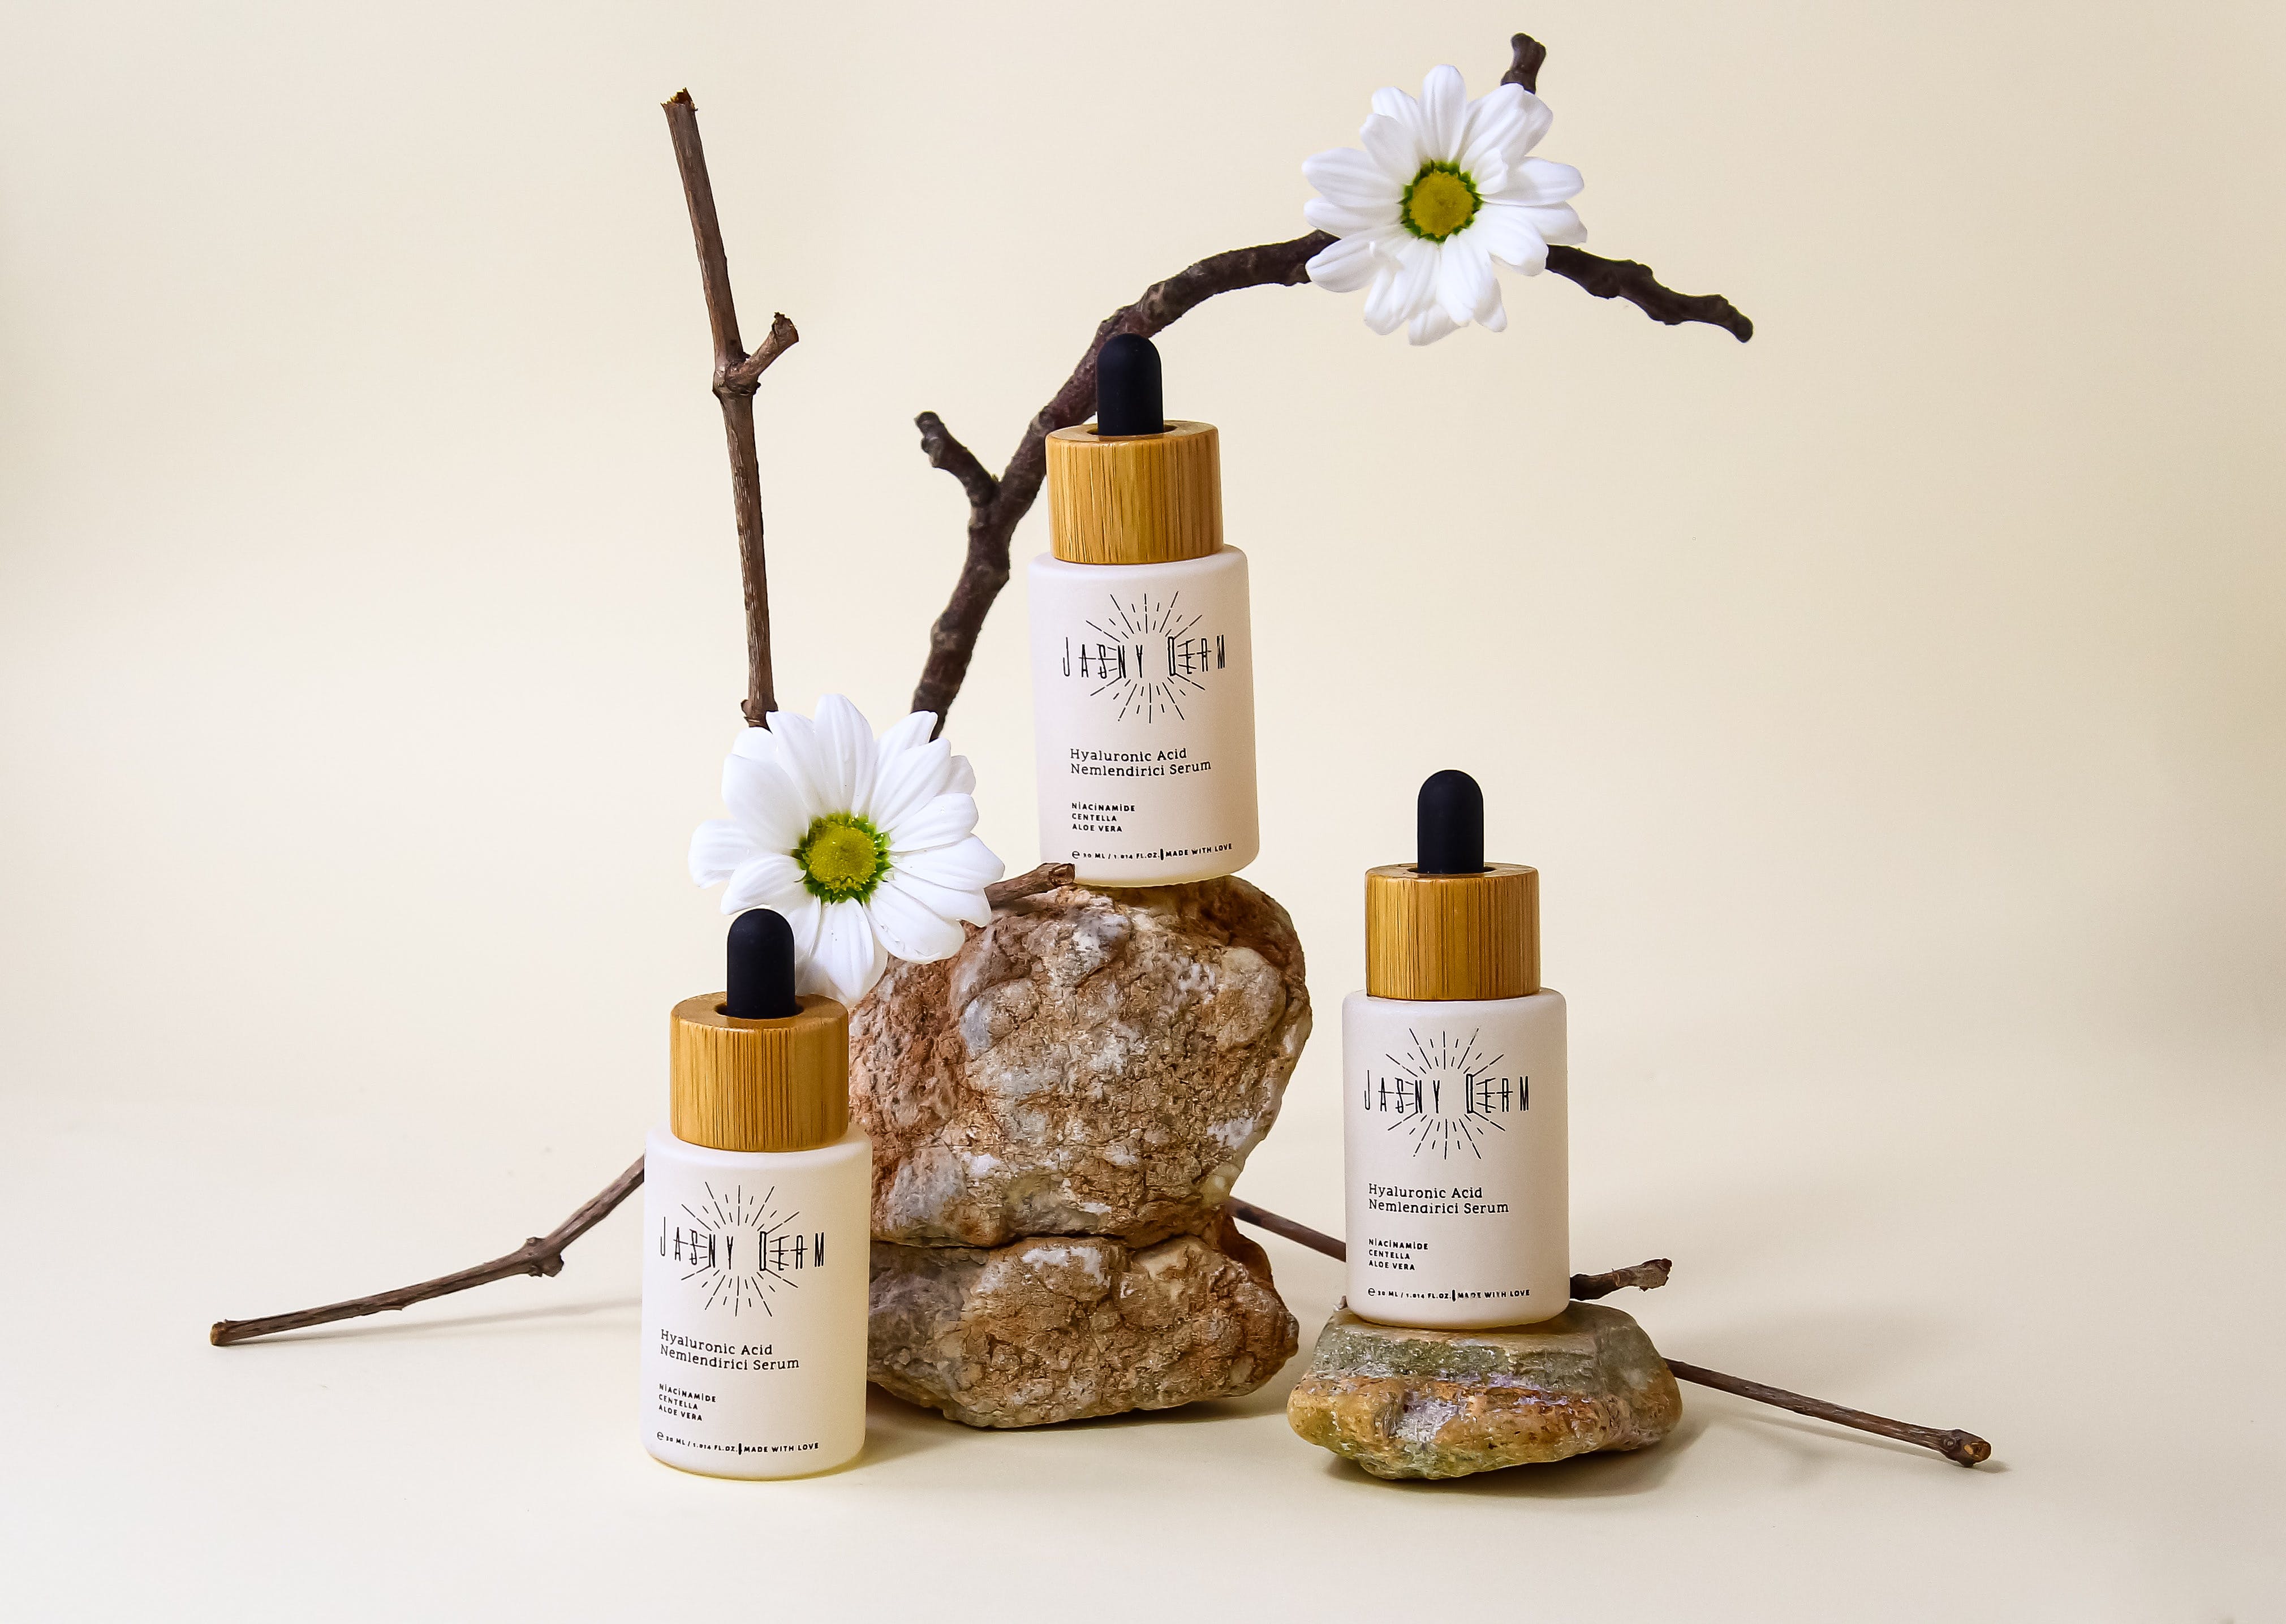 JASNY DERM
Hyaluronic Acid
Nemlendirici Serum
NİACİNAMİDE
CENTELLA
ALOE VERA
℮ 30 ML / 1.014 FL.OZ. | MADE WITH LOVE
JASNY DERM
Hyaluronic Acid
Nemlendirici Serum
NİACİNAMİDE
CENTELLA
ALOE VERA
℮ 30 ML / 1.014 FL.OZ. | MADE WITH LOVE
JASNY DERM
Hyaluronic Acid
Nemlendirici Serum
NİACİNAMİDE
CENTELLA
ALOE VERA
℮ 30 ML / 1.014 FL.OZ. | MADE WITH LOVE